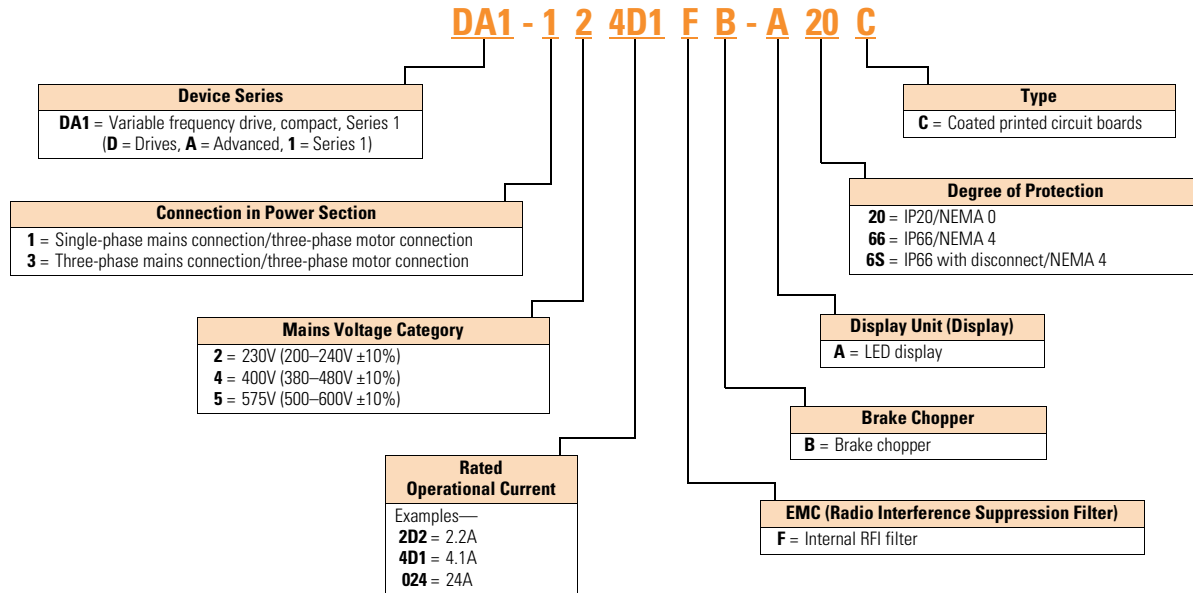 DA1 - 1 2 4D1 F B - A 20 C
Device Series
DA1 = Variable frequency drive, compact, Series 1
(D = Drives, A = Advanced, 1 = Series 1)
Connection in Power Section
1 = Single-phase mains connection/three-phase motor connection
3 = Three-phase mains connection/three-phase motor connection
Mains Voltage Category
2 = 230V (200–240V ±10%)
4 = 400V (380–480V ±10%)
5 = 575V (500–600V ±10%)
Rated
Operational Current
Examples—
2D2 = 2.2A
4D1 = 4.1A
024 = 24A
Type
C = Coated printed circuit boards
Degree of Protection
20 = IP20/NEMA 0
66 = IP66/NEMA 4
6S = IP66 with disconnect/NEMA 4
Display Unit (Display)
A = LED display
Brake Chopper
B = Brake chopper
EMC (Radio Interference Suppression Filter)
F = Internal RFI filter